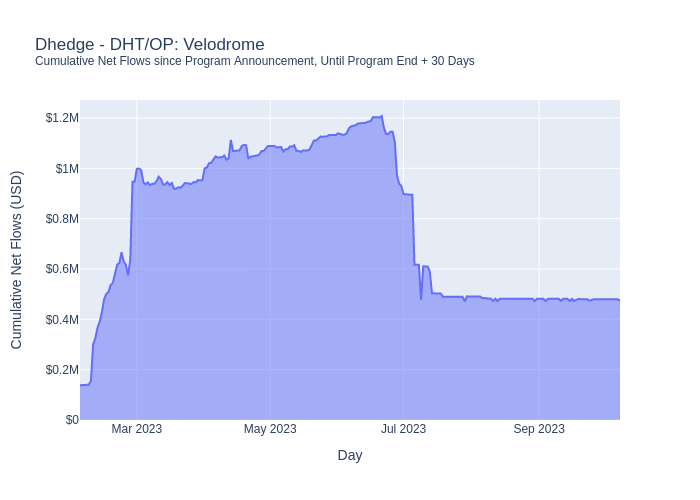 Dhedge - DHT/OP: Velodrome
Cumulative Net Flows since Program Announcement, Until Program End + 30 Days
Cumulative Net Flows (USD)
$1.2M
$1M
$0.8M
$0.6M
$0.4M
$0.2M
$0
Mar 2023
May 2023
Jul 2023
Sep 2023
Day